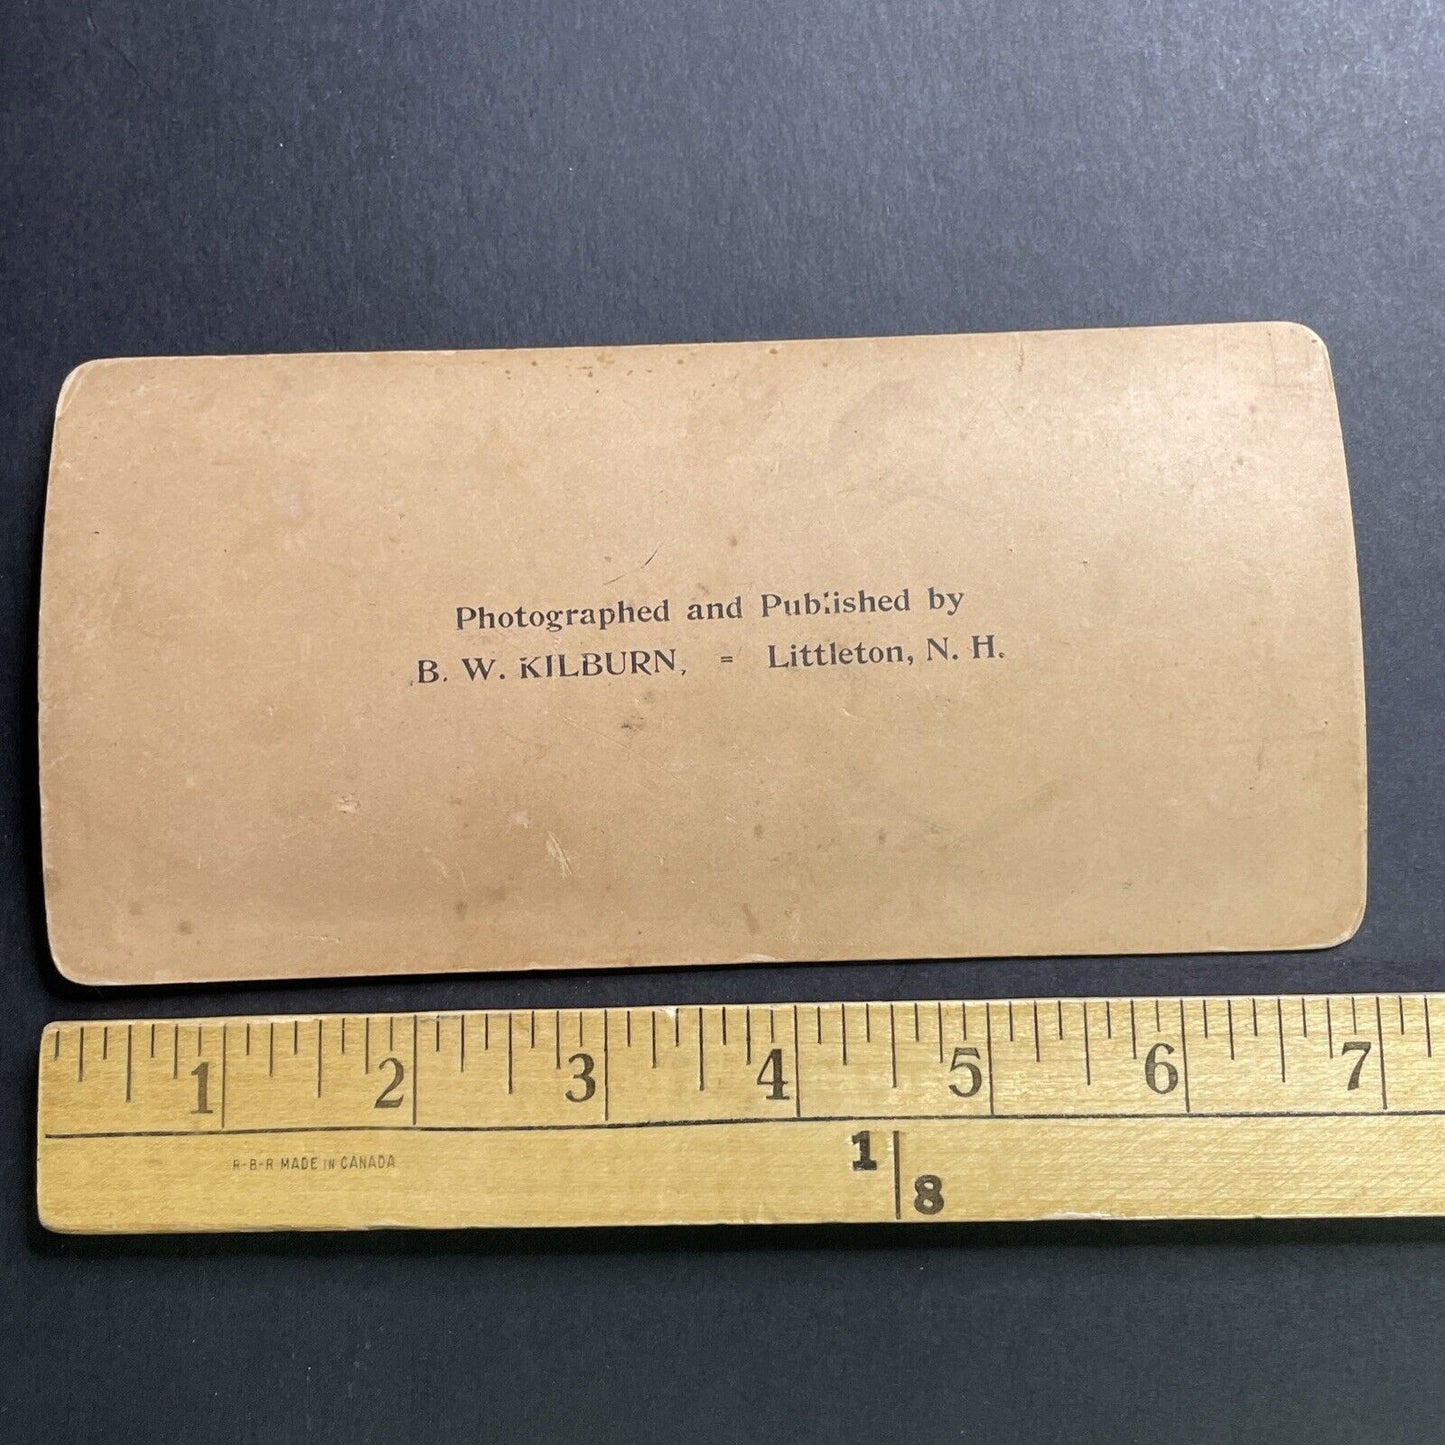 Photographed and Published by
B. W. KILBURN, = Littleton, N. H.
1 2 3 4 5 6 7
R-B-R MADE IN CANADA
1 8